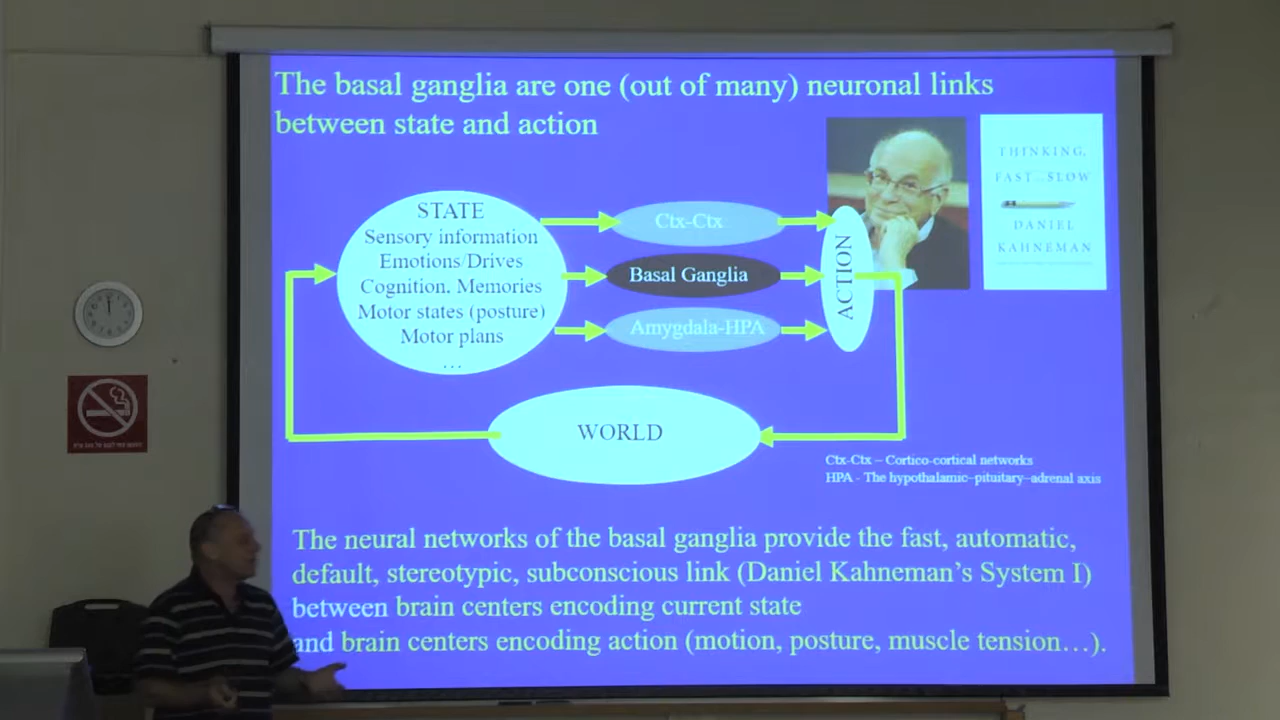 The basal ganglia are one (out of many) neuronal links
between state and action
THINKING,
FAST
SLOW
DANIEL
KAHNEMAN
STATE
Sensory information
Emotions/Drives
Cognition. Memories
Motor states (posture)
Motor plans
…
Ctx-Ctx
Basal Ganglia
Amygdala-HPA
ACTION
WORLD
Ctx-Ctx – Cortico-cortical networks
HPA - The hypothalamic–pituitary–adrenal axis
The neural networks of the basal ganglia provide the fast, automatic,
default, stereotypic, subconscious link (Daniel Kahneman's System I)
between brain centers encoding current state
and brain centers encoding action (motion, posture, muscle tension…).